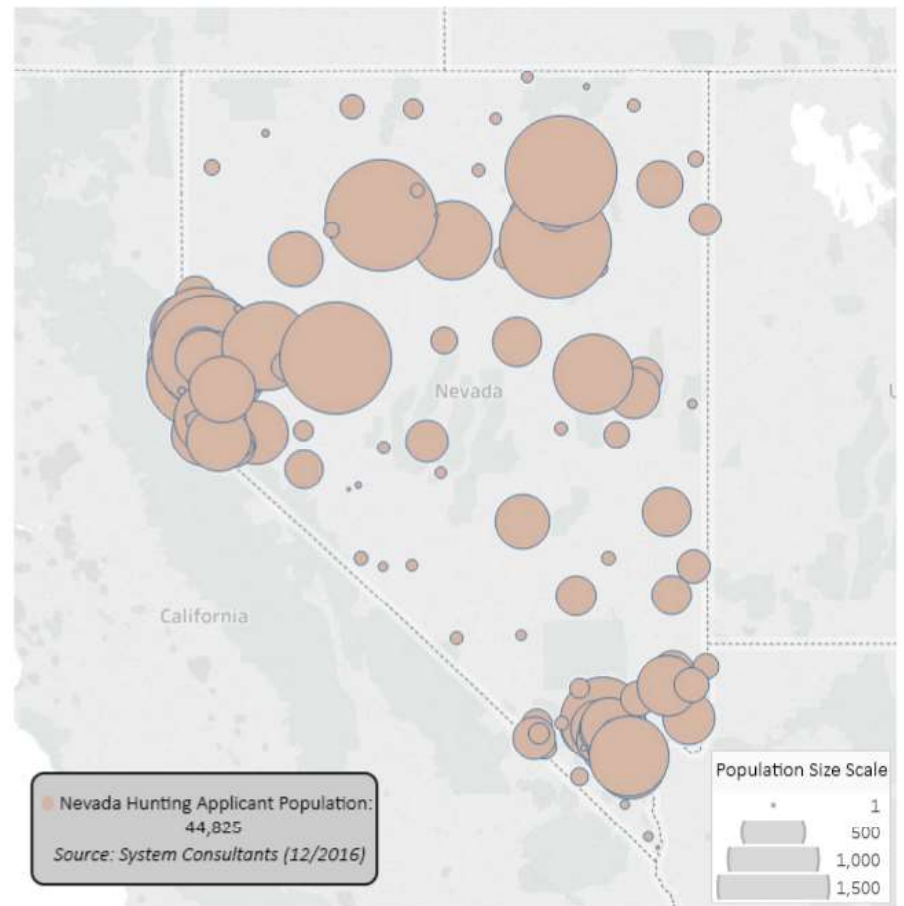 Nevada
U
California
Nevada Hunting Applicant Population:
44,825
Source: System Consultants (12/2016)
Population Size Scale
1
500
1,000
1,500